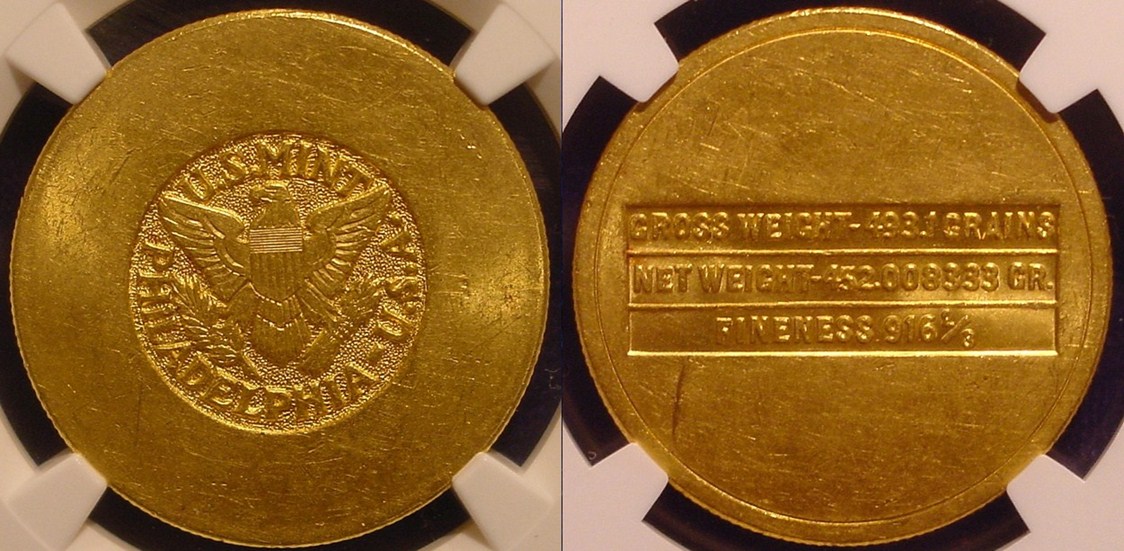 U.S.MINT
PHILADELPHIA - U.S.A.
GROSS WEIGHT-493.1 GRAINS
NET WEIGHT-452.008333 GR.
FINENESS.916⅔